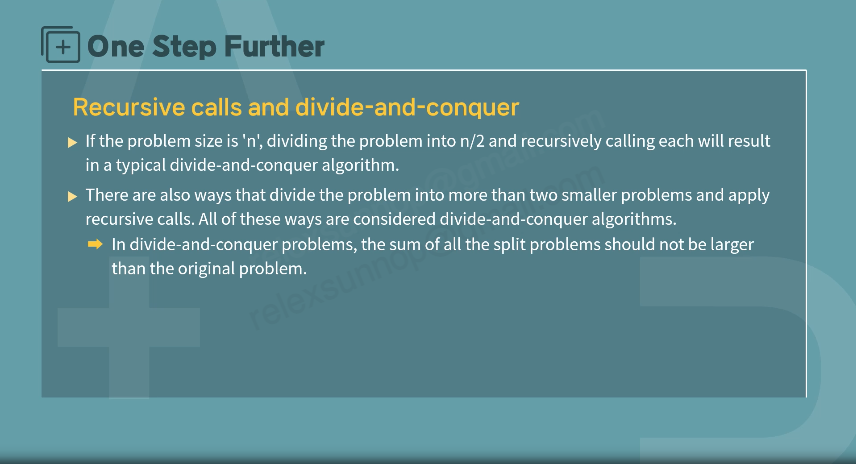 One Step Further
Recursive calls and divide-and-conquer
If the problem size is 'n', dividing the problem into n/2 and recursively calling each will result
in a typical divide-and-conquer algorithm.
There are also ways that divide the problem into more than two smaller problems and apply
recursive calls. All of these ways are considered divide-and-conquer algorithms.
In divide-and-conquer problems, the sum of all the split problems should not be larger
than the original problem.